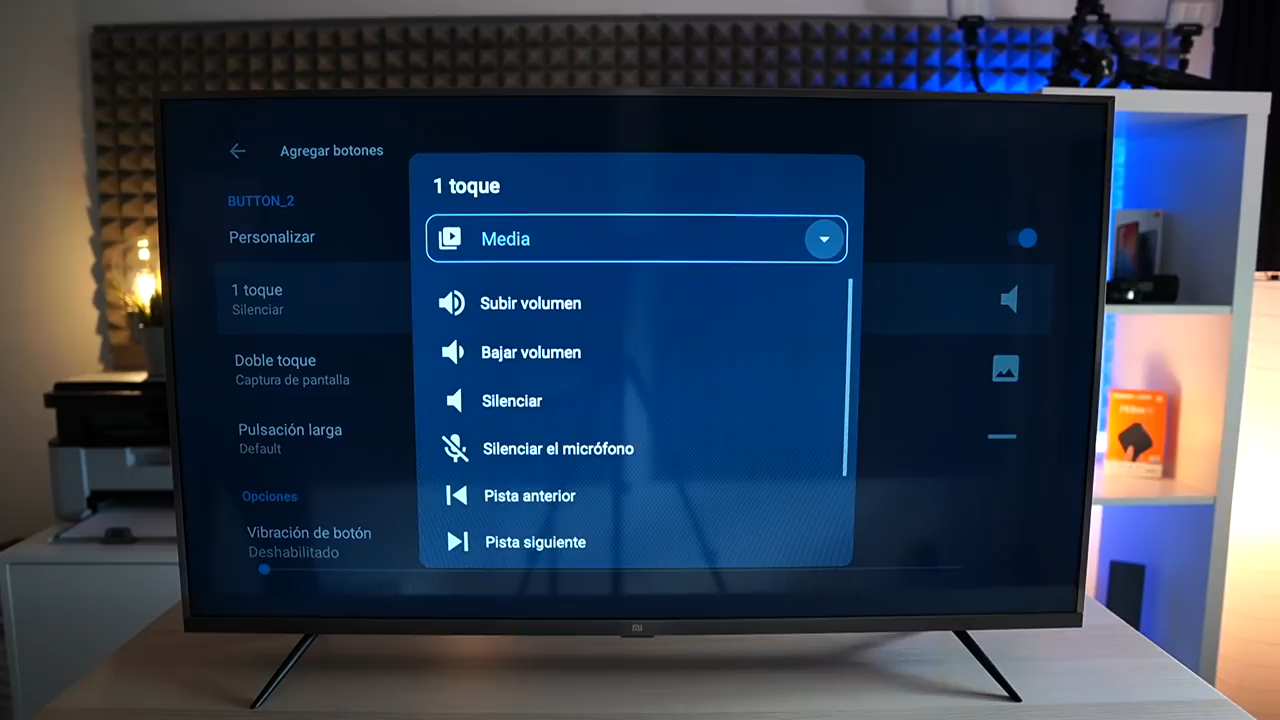 Agregar botones
BUTTON_2
Personalizar
1 toque
Silenciar
Doble toque
Captura de pantalla
Pulsación larga
Default
Opciones
Vibración de botón
Deshabilitado
1 toque
Media
Subir volumen
Bajar volumen
Silenciar
Silenciar el micrófono
Pista anterior
Pista siguiente
mi